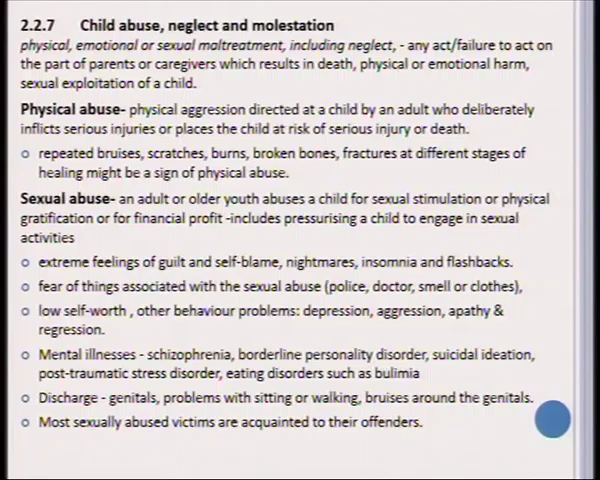 2.2.7 Child abuse, neglect and molestation
physical, emotional or sexual maltreatment, including neglect, - any act/failure to act on
the part of parents or caregivers which results in death, physical or emotional harm,
sexual exploitation of a child.
Physical abuse- physical aggression directed at a child by an adult who deliberately
inflicts serious injuries or places the child at risk of serious injury or death.
o repeated bruises, scratches, burns, broken bones, fractures at different stages of
healing might be a sign of physical abuse.
Sexual abuse- an adult or older youth abuses a child for sexual stimulation or physical
gratification or for financial profit -includes pressurising a child to engage in sexual
activities
o extreme feelings of guilt and self-blame, nightmares, insomnia and flashbacks.
o fear of things associated with the sexual abuse (police, doctor, smell or clothes),
o low self-worth , other behaviour problems: depression, aggression, apathy &
regression.
o Mental illnesses - schizophrenia, borderline personality disorder, suicidal ideation,
post-traumatic stress disorder, eating disorders such as bulimia
o Discharge - genitals, problems with sitting or walking, bruises around the genitals.
o Most sexually abused victims are acquainted to their offenders.